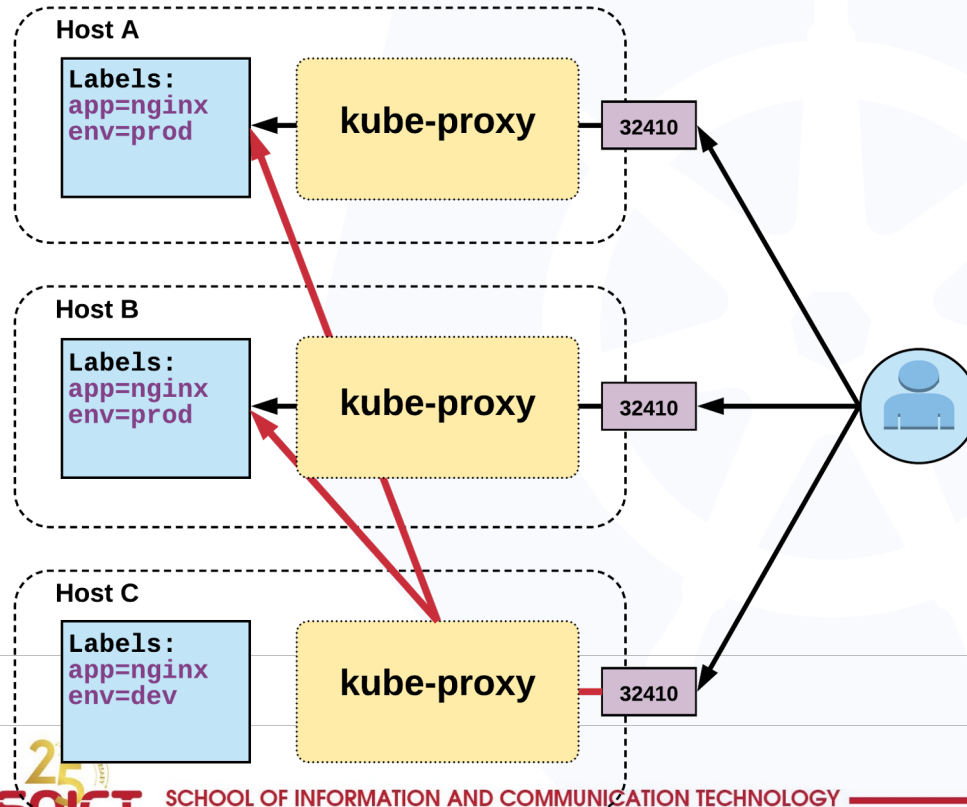 Host A
Labels:
app=nginx
env=prod
kube-proxy
32410
Host B
Labels:
app=nginx
env=prod
kube-proxy
32410
Host C
Labels:
app=nginx
env=dev
kube-proxy
32410
25
SCHOOL OF INFORMATION AND COMMUNICATION TECHNOLOGY